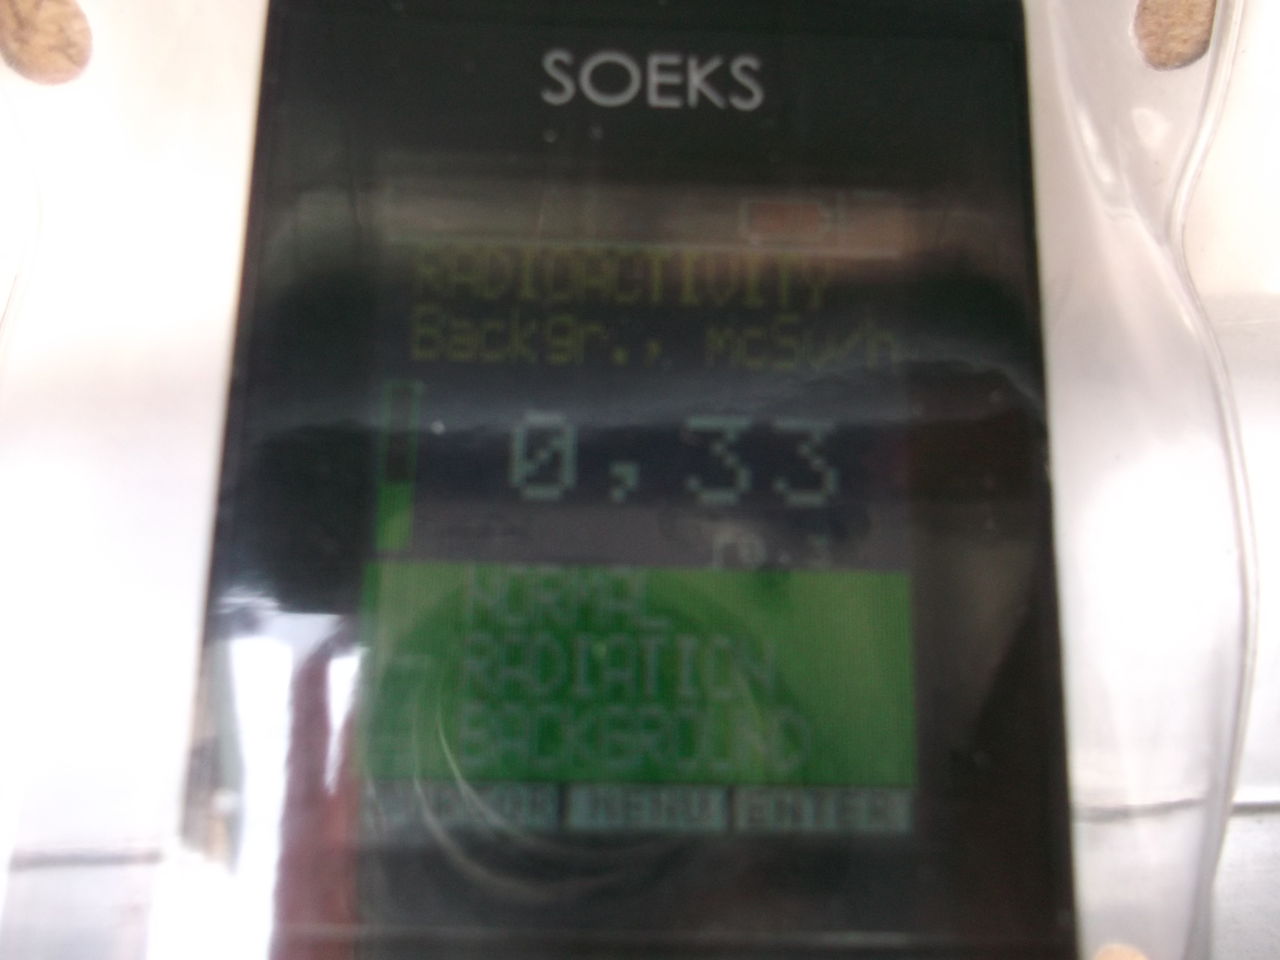 SOEKS
RADIOACTIVITY
Backgr., mcSv/h
0,33
NORMAL
RADIATION
BACKGROUND
MENU ENTER